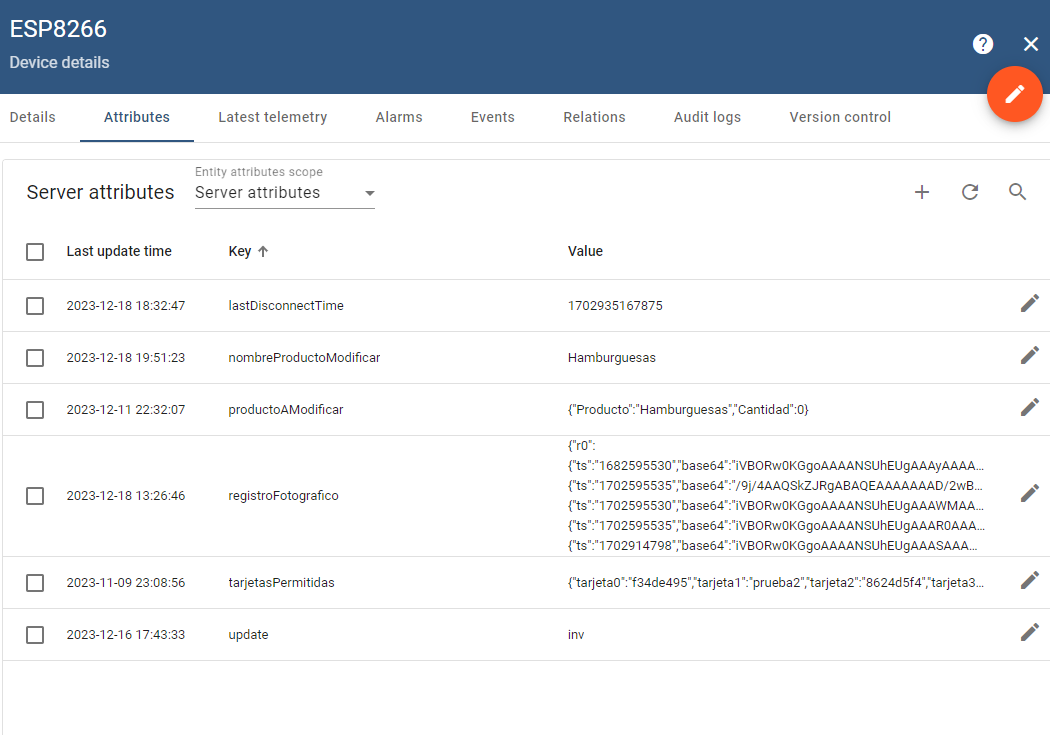 ESP8266
Device details
Details Attributes Latest telemetry Alarms Events Relations Audit logs Version control
Entity attributes scope
Server attributes Server attributes
Last update time Key Value
2023-12-18 18:32:47 lastDisconnectTime 1702935167875
2023-12-18 19:51:23 nombreProductoModificar Hamburguesas
2023-12-11 22:32:07 productoAModificar {"Producto":"Hamburguesas","Cantidad":0}
{"r0":
{"ts":"1682595530","base64":"iVBORw0KGgoAAAANSUhEUgAAAyAAAA…
{"ts":"1702595535","base64":"/9j/4AAQSkZJRgABAQEAAAAAAAD/2wB…
2023-12-18 13:26:46 registroFotografico
{"ts":"1702595530","base64":"iVBORw0KGgoAAAANSUhEUgAAAWMAA…
{"ts":"1702595535","base64":"iVBORw0KGgoAAAANSUhEUgAAAR0AAA…
{"ts":"1702914798","base64":"iVBORw0KGgoAAAANSUhEUgAAASAAA…
2023-11-09 23:08:56 tarjetasPermitidas {"tarjeta0":"f34de495","tarjeta1":"prueba2","tarjeta2":"8624d5f4","tarjeta3…
2023-12-16 17:43:33 update inv